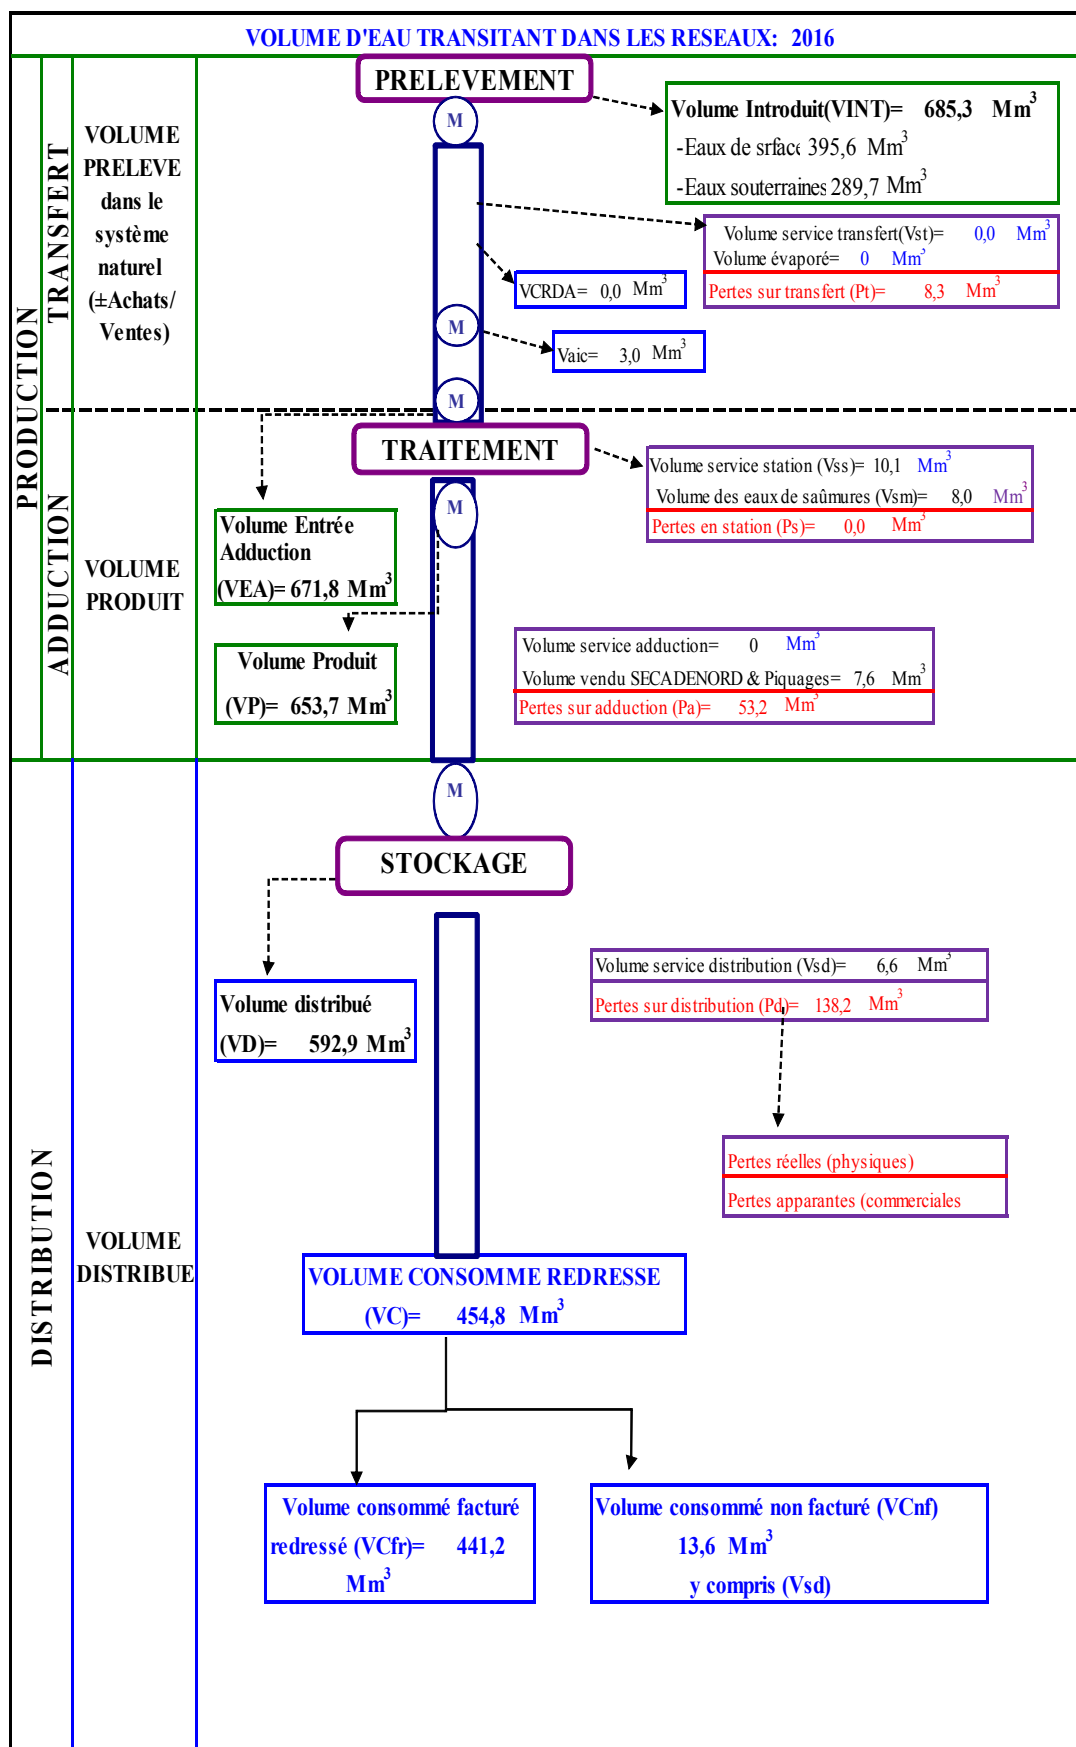 VOLUME D'EAU TRANSITANT DANS LES RESEAUX: 2016
PRELEVEMENT
M
Volume Introduit(VINT)= 685,3 Mm³
-Eaux de srface 395,6 Mm³
-Eaux souterraines 289,7 Mm³
PRODUCTION
TRANSFERT
VOLUME
PRELEVE
dans le
système
naturel
(±Achats/
Ventes)
Volume service transfert(Vst)= 0,0 Mm³
Volume évaporé= 0 Mm³
Pertes sur transfert (Pt)= 8,3 Mm³
VCRDA= 0,0 Mm³
M
Vaic= 3,0 Mm³
M
TRAITEMENT
ADDUCTION
VOLUME
PRODUIT
M
Volume service station (Vss)= 10,1 Mm³
Volume des eaux de saûmures (Vsm)= 8,0 Mm³
Pertes en station (Ps)= 0,0 Mm³
Volume Entrée
Adduction
(VEA)= 671,8 Mm³
Volume Produit
(VP)= 653,7 Mm³
Volume service adduction= 0 Mm³
Volume vendu SECADENORD & Piquages= 7,6 Mm³
Pertes sur adduction (Pa)= 53,2 Mm³
M
STOCKAGE
DISTRIBUTION
VOLUME
DISTRIBUE
Volume distribué
(VD)= 592,9 Mm³
Volume service distribution (Vsd)= 6,6 Mm³
Pertes sur distribution (Pd)= 138,2 Mm³
Pertes réelles (physiques)
Pertes apparantes (commerciales
VOLUME CONSOMME REDRESSE
(VC)= 454,8 Mm³
Volume consommé facturé
redressé (VCfr)= 441,2
Mm³
Volume consommé non facturé (VCnf)
13,6 Mm³
y compris (Vsd)